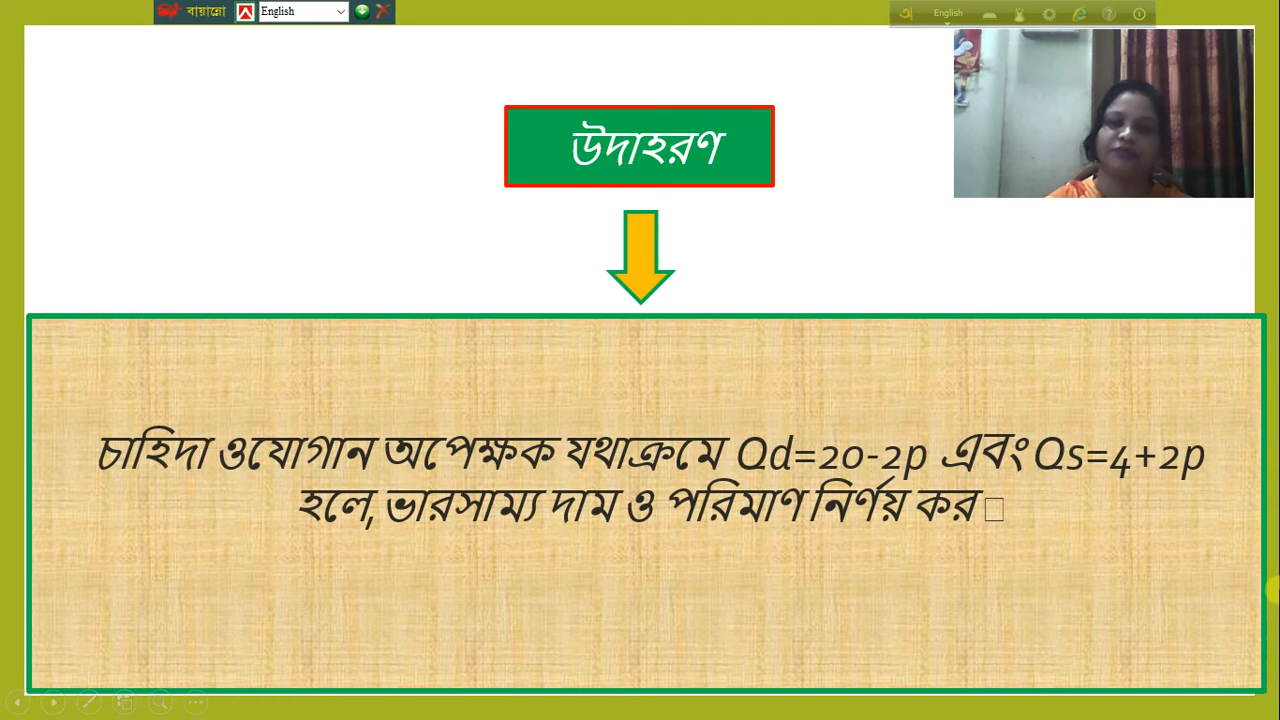 বায়ান্নো English English
উদাহরণ
চাহিদা ওযোগান অপেক্ষক যথাক্রমে Qd=20-2p এবং Qs=4+2p
হলে, ভারসাম্য দাম ও পরিমাণ নির্ণয় কর